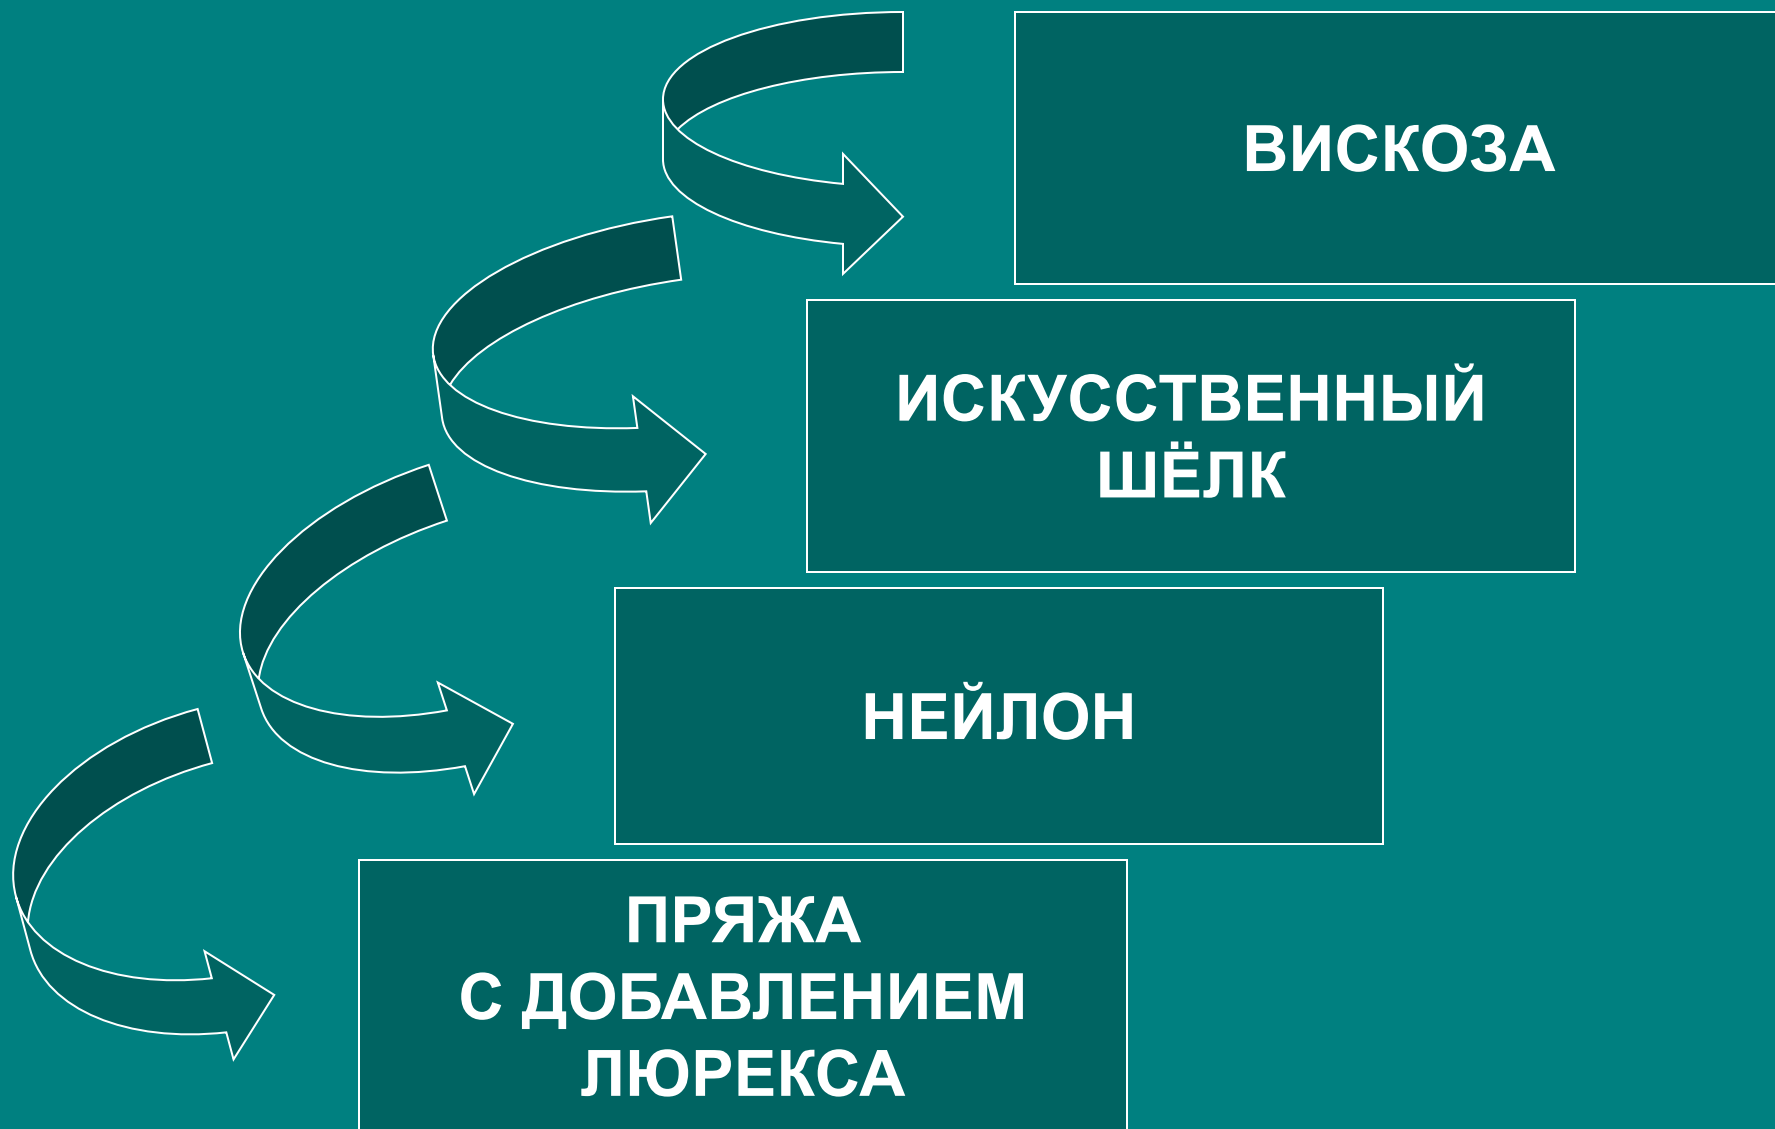 ВИСКОЗА
ИСКУССТВЕННЫЙ
ШЁЛК
НЕЙЛОН
ПРЯЖА
С ДОБАВЛЕНИЕМ
ЛЮРЕКСА